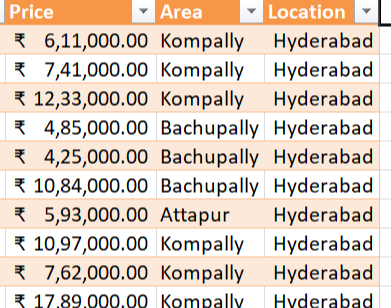 Price Area Location
₹ 6,11,000.00 Kompally Hyderabad
₹ 7,41,000.00 Kompally Hyderabad
₹ 12,33,000.00 Kompally Hyderabad
₹ 4,85,000.00 Bachupally Hyderabad
₹ 4,25,000.00 Bachupally Hyderabad
₹ 10,84,000.00 Bachupally Hyderabad
₹ 5,93,000.00 Attapur Hyderabad
₹ 10,97,000.00 Kompally Hyderabad
₹ 7,62,000.00 Kompally Hyderabad
₹ 17,89,000.00 Kompally Hyderabad